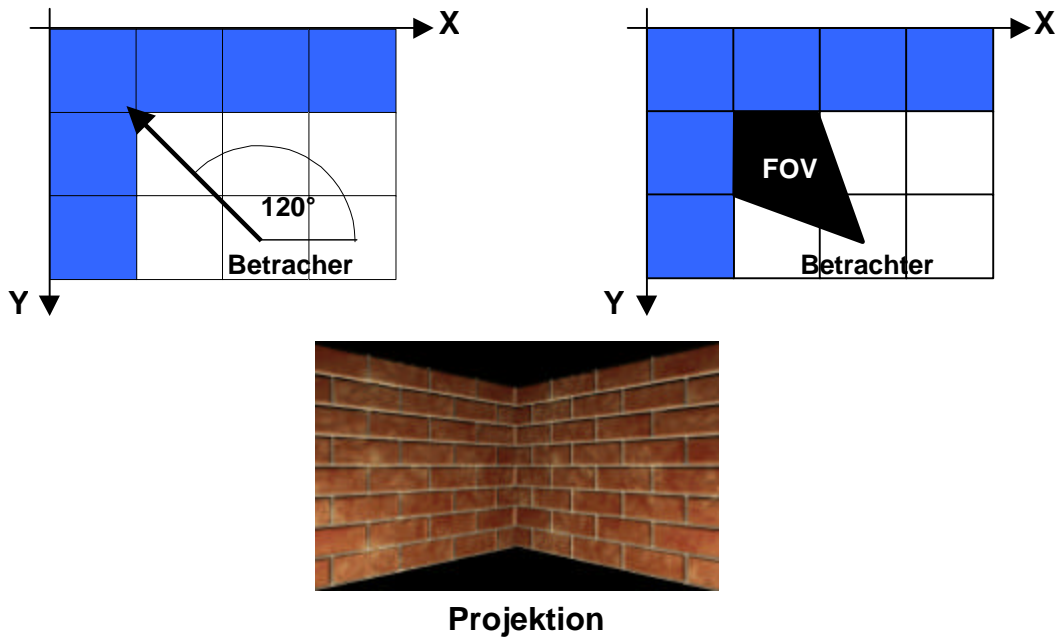 X
120°
Betracher
Y
X
FOV
Betrachter
Y
Projektion